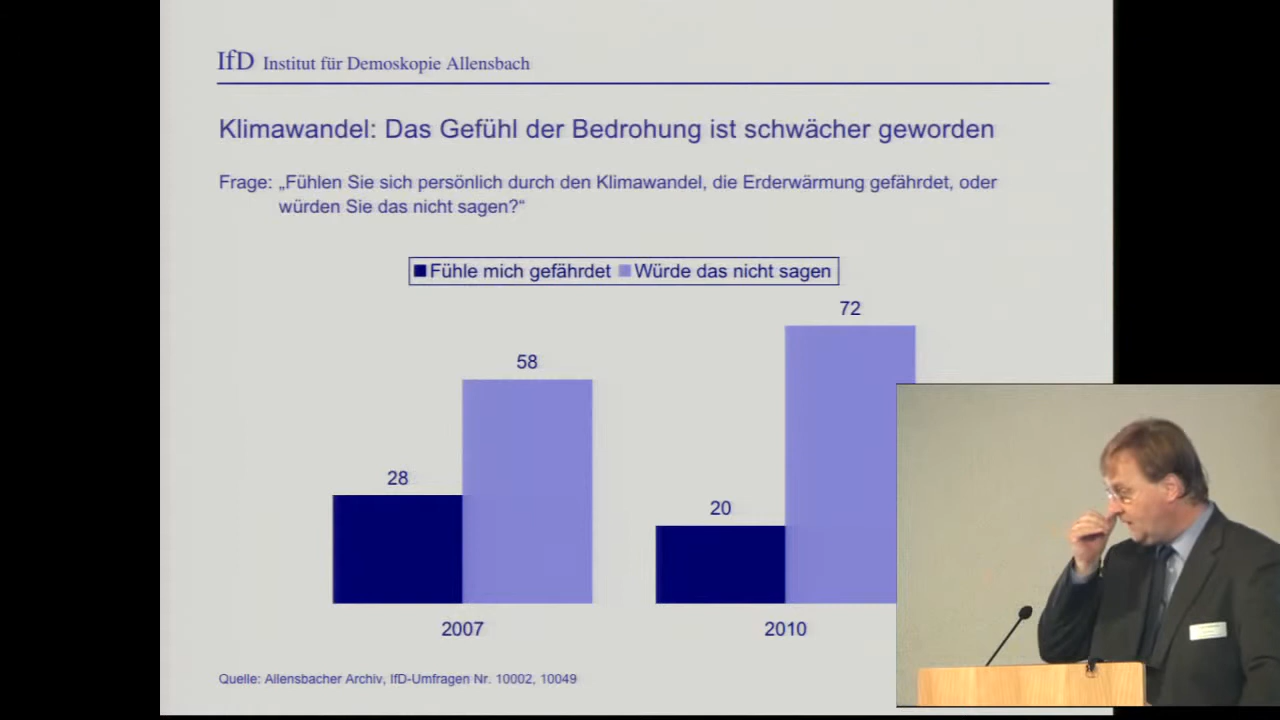 IfD Institut für Demoskopie Allensbach
Klimawandel: Das Gefühl der Bedrohung ist schwächer geworden
Frage: „Fühlen Sie sich persönlich durch den Klimawandel, die Erderwärmung gefährdet, oder
würden Sie das nicht sagen?“
Fühle mich gefährdet Würde das nicht sagen
72
58
28
20
2007 2010
Quelle: Allensbacher Archiv, IfD-Umfragen Nr. 10002, 10049